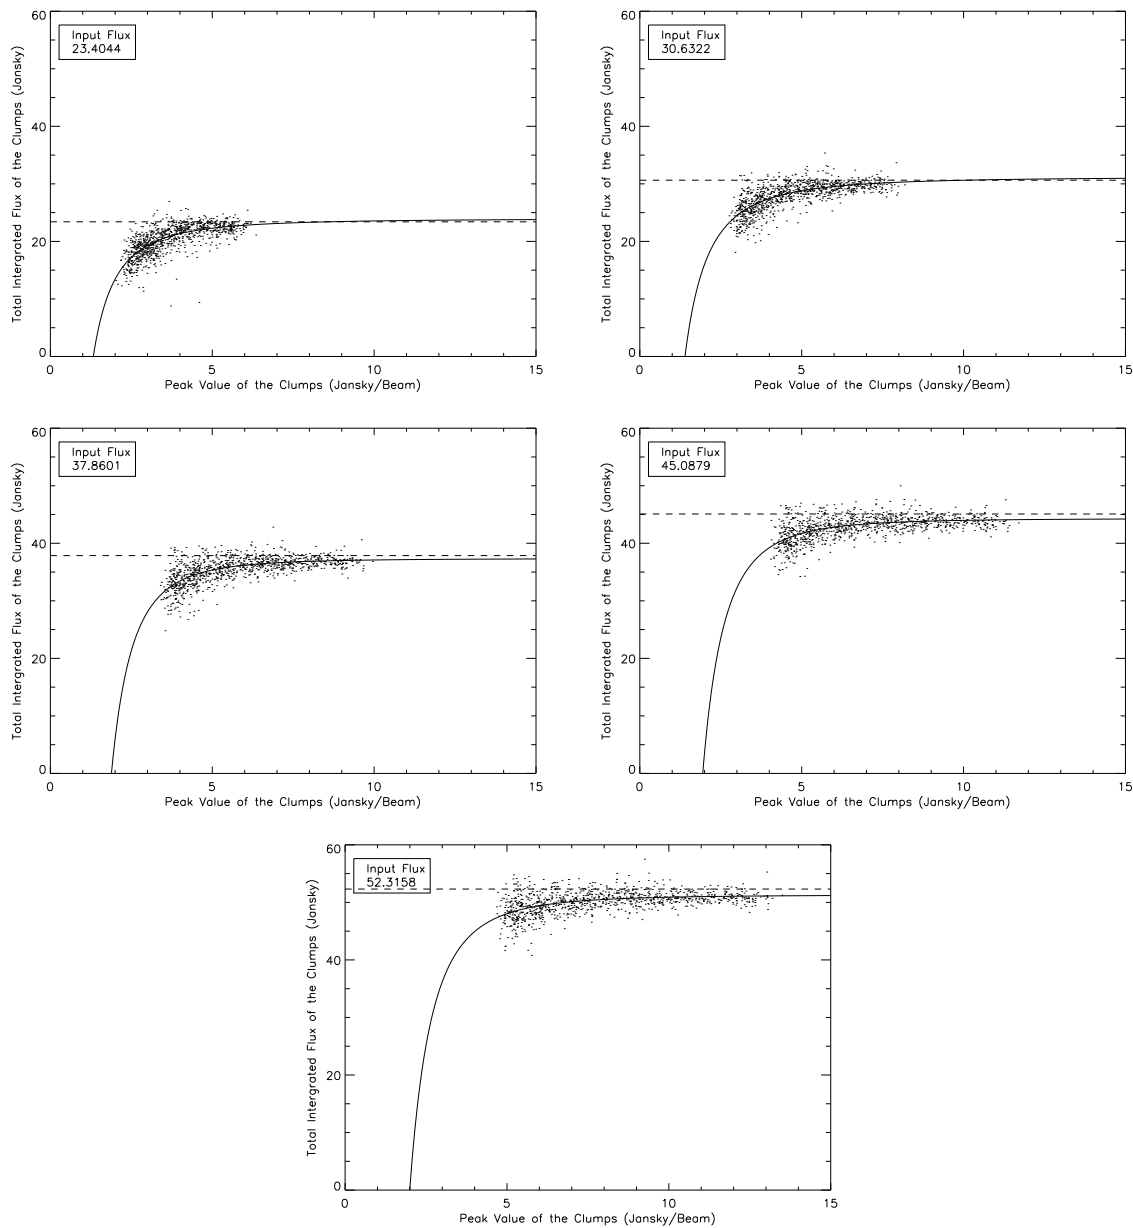 60
40
20
0
Input Flux
23.4044
Total Intergrated Flux of the Clumps (Jansky)
0 5 10 15
Peak Value of the Clumps (Jansky/Beam)
60
40
20
0
Input Flux
30.6322
Total Intergrated Flux of the Clumps (Jansky)
0 5 10 15
Peak Value of the Clumps (Jansky/Beam)
60
40
20
0
Input Flux
37.8601
Total Intergrated Flux of the Clumps (Jansky)
0 5 10 15
Peak Value of the Clumps (Jansky/Beam)
60
40
20
0
Input Flux
45.0879
Total Intergrated Flux of the Clumps (Jansky)
0 5 10 15
Peak Value of the Clumps (Jansky/Beam)
60
40
20
0
Input Flux
52.3158
Total Intergrated Flux of the Clumps (Jansky)
0 5 10 15
Peak Value of the Clumps (Jansky/Beam)